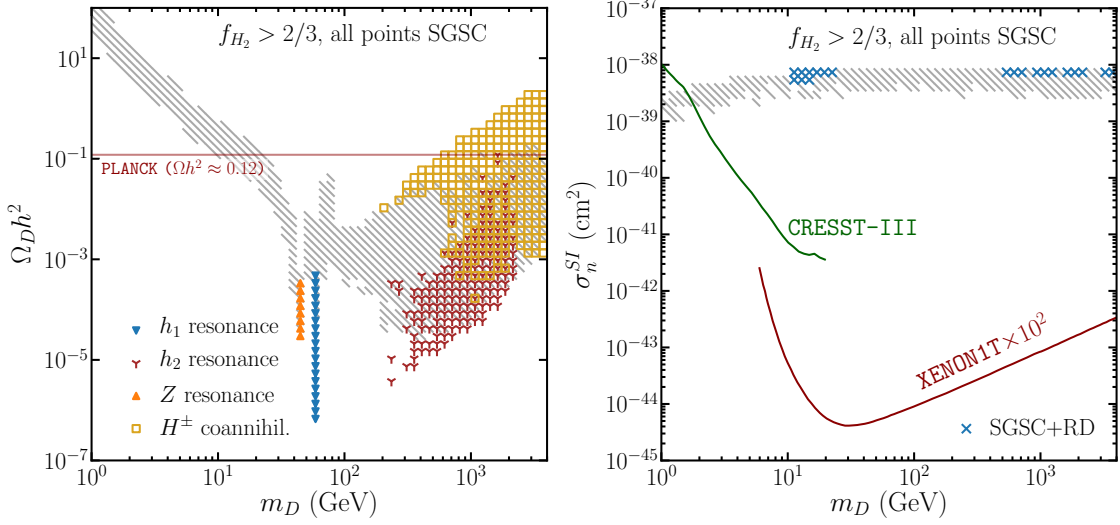 f_{H_2} > 2/3, all points SGSC
10^1
10^{-1}
10^{-3}
10^{-5}
10^{-7}
Ω_D h^2
PLANCK (Ωh^2 ≈ 0.12)
h_1 resonance
h_2 resonance
Z resonance
H^± coannihil.
10^0 10^1 10^2 10^3
m_D (GeV)
f_{H_2} > 2/3, all points SGSC
10^{-37}
10^{-38}
10^{-39}
10^{-40}
10^{-41}
10^{-42}
10^{-43}
10^{-44}
10^{-45}
σ_n^{SI} (cm^2)
CRESST-III
XENON1T×10^2
SGSC+RD
10^0 10^1 10^2 10^3
m_D (GeV)